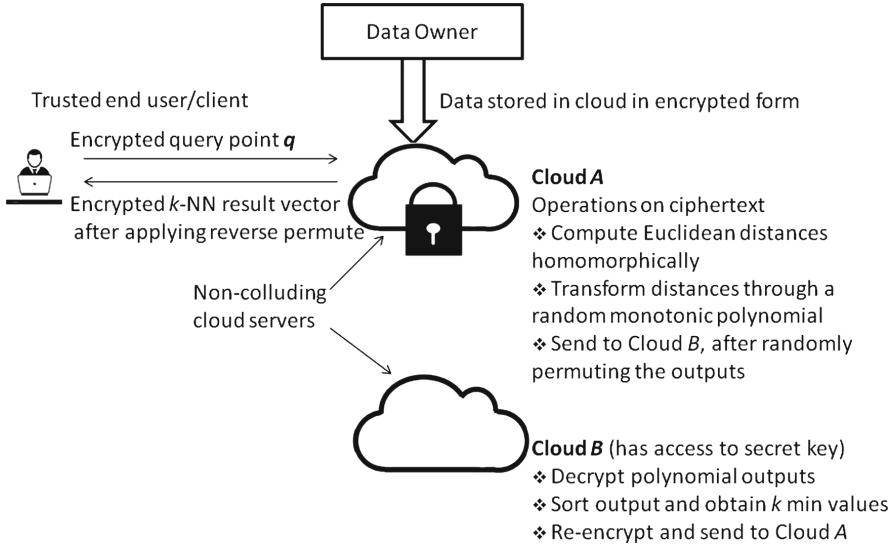 Data Owner
Trusted end user/client
Data stored in cloud in encrypted form
Encrypted query point q
Encrypted k-NN result vector
after applying reverse permute
Non-colluding
cloud servers
Cloud A
Operations on ciphertext
❖ Compute Euclidean distances
homomorphically
❖ Transform distances through a
random monotonic polynomial
❖ Send to Cloud B, after randomly
permuting the outputs
Cloud B (has access to secret key)
❖ Decrypt polynomial outputs
❖ Sort output and obtain k min values
❖ Re-encrypt and send to Cloud A